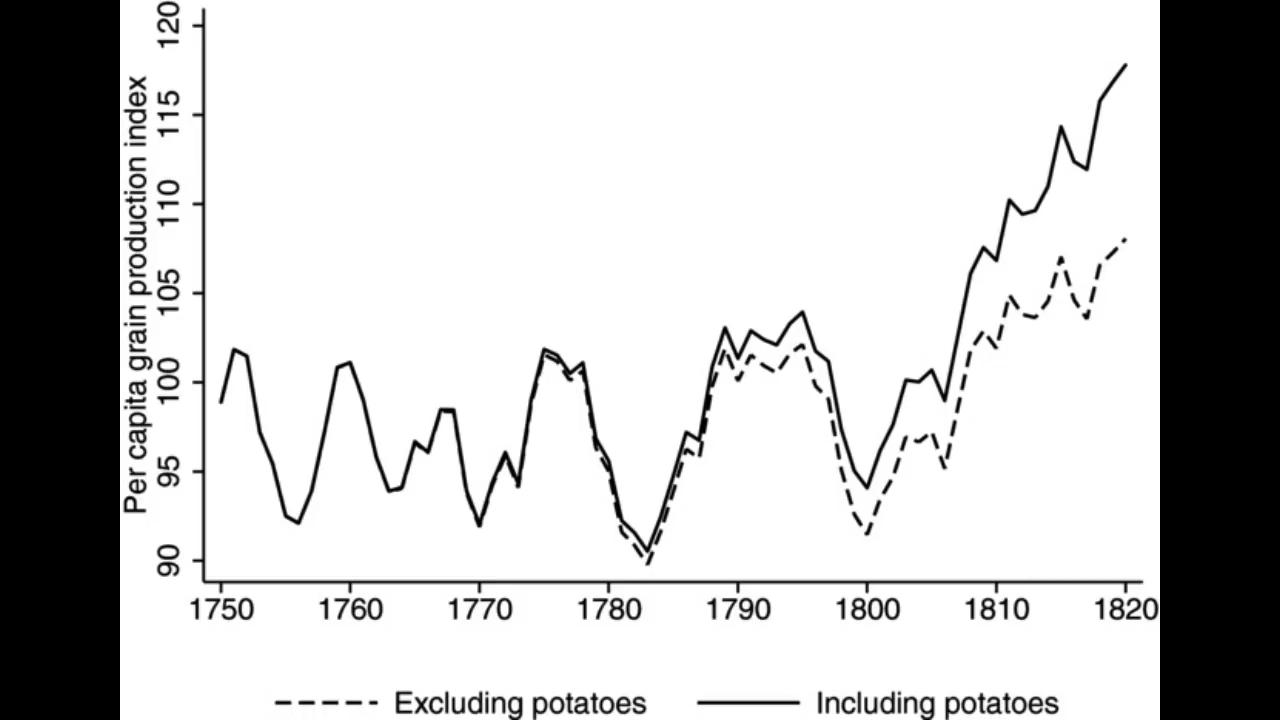 Per capita grain production index
120
115
110
105
100
95
90
1750 1760 1770 1780 1790 1800 1810 1820
Excluding potatoes Including potatoes